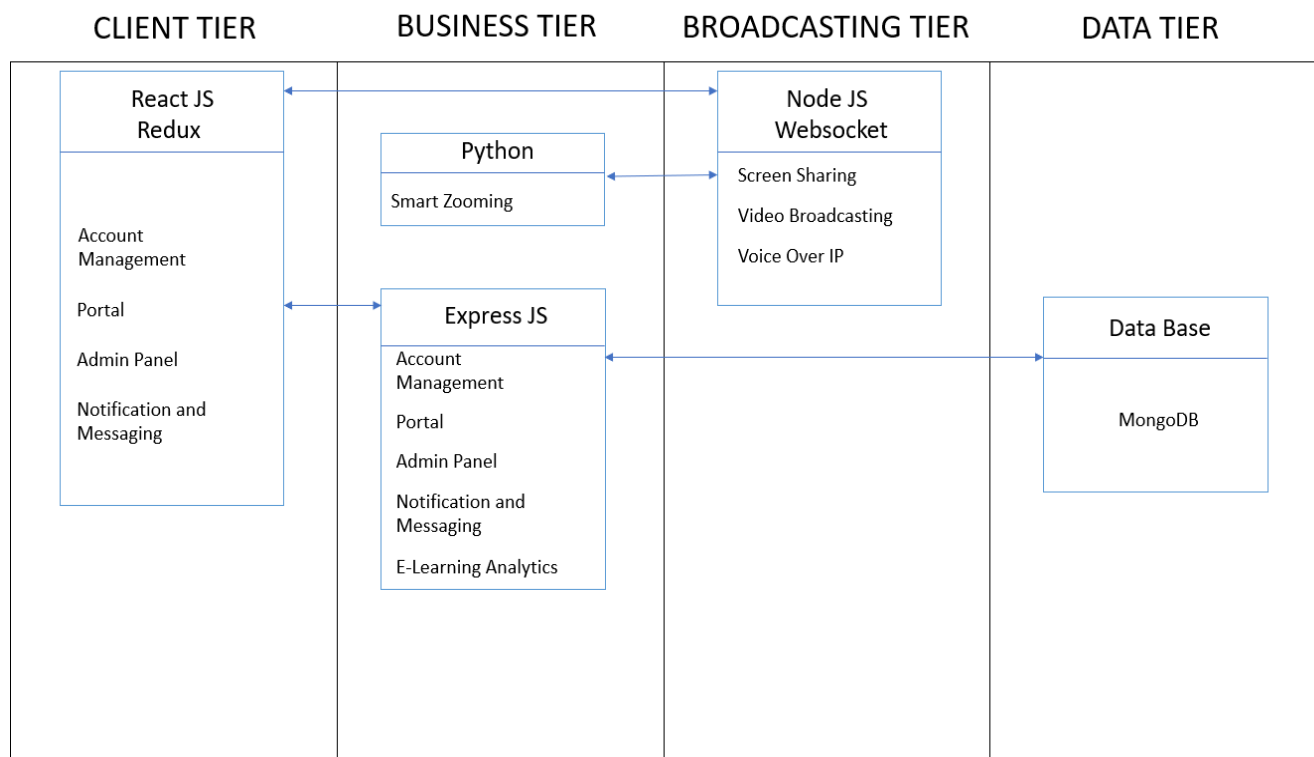 CLIENT TIER
BUSINESS TIER
BROADCASTING TIER
DATA TIER
React JS
Redux
Account
Management
Portal
Admin Panel
Notification and
Messaging
Python
Smart Zooming
Express JS
Account
Management
Portal
Admin Panel
Notification and
Messaging
E-Learning Analytics
Node JS
Websocket
Screen Sharing
Video Broadcasting
Voice Over IP
Data Base
MongoDB